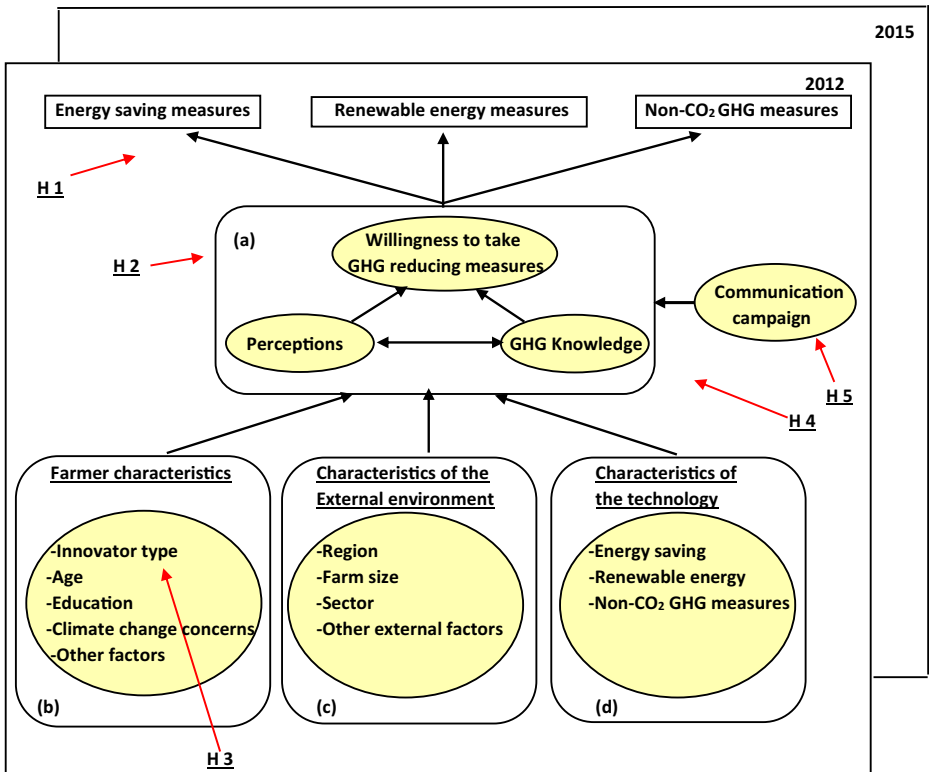 2015
2012
Energy saving measures
Renewable energy measures
Non-CO₂ GHG measures
H 1
(a)
Willingness to take
GHG reducing measures
H 2
Communication
campaign
Perceptions
GHG Knowledge
H 5
H 4
Farmer characteristics
-Innovator type
-Age
-Education
-Climate change concerns
-Other factors
(b)
Characteristics of the
External environment
-Region
-Farm size
-Sector
-Other external factors
(c)
Characteristics of
the technology
-Energy saving
-Renewable energy
-Non-CO₂ GHG measures
(d)
H 3